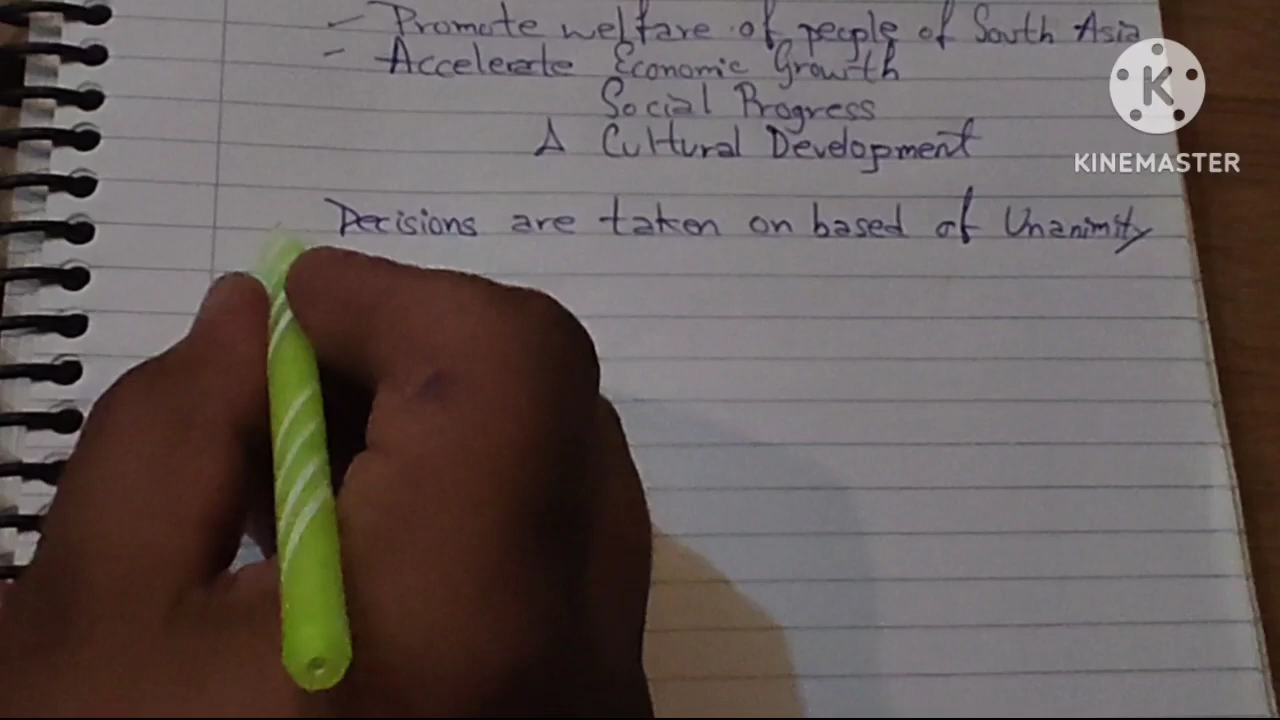 - Promote welfare of people of South Asia
- Accelerate Economic Growth
Social Progress
& Cultural Development
Decisions are taken on based of Unanimity
K
KINEMASTER